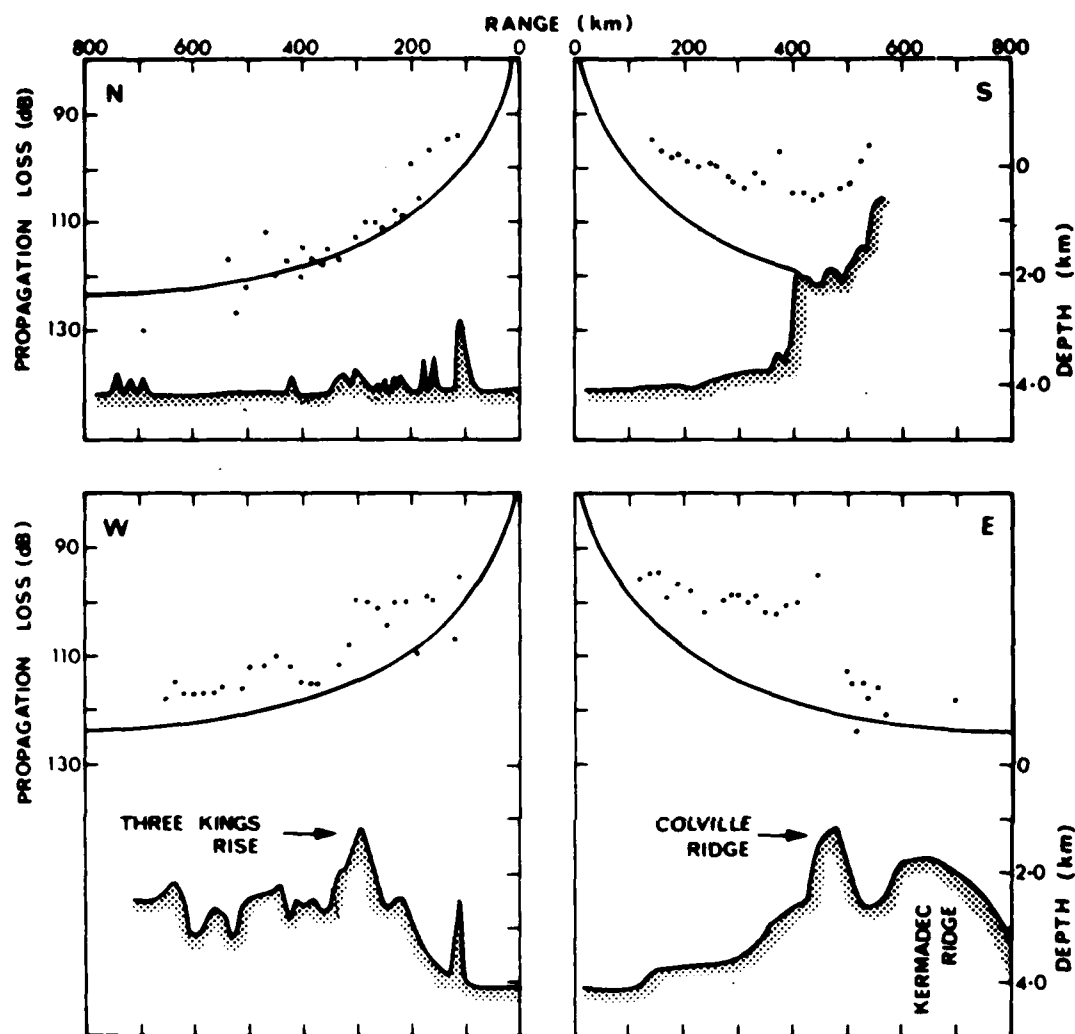 RANGE (km)
800 600 400 200 0
0 200 400 600 800
PROPAGATION LOSS (dB)
90
110
130
N
S
0
2·0
4·0
DEPTH (km)
PROPAGATION LOSS (dB)
90
110
130
W
E
THREE KINGS
RISE
COLVILLE
RIDGE
KERMADEC
RIDGE
0
2·0
4·0
DEPTH (km)